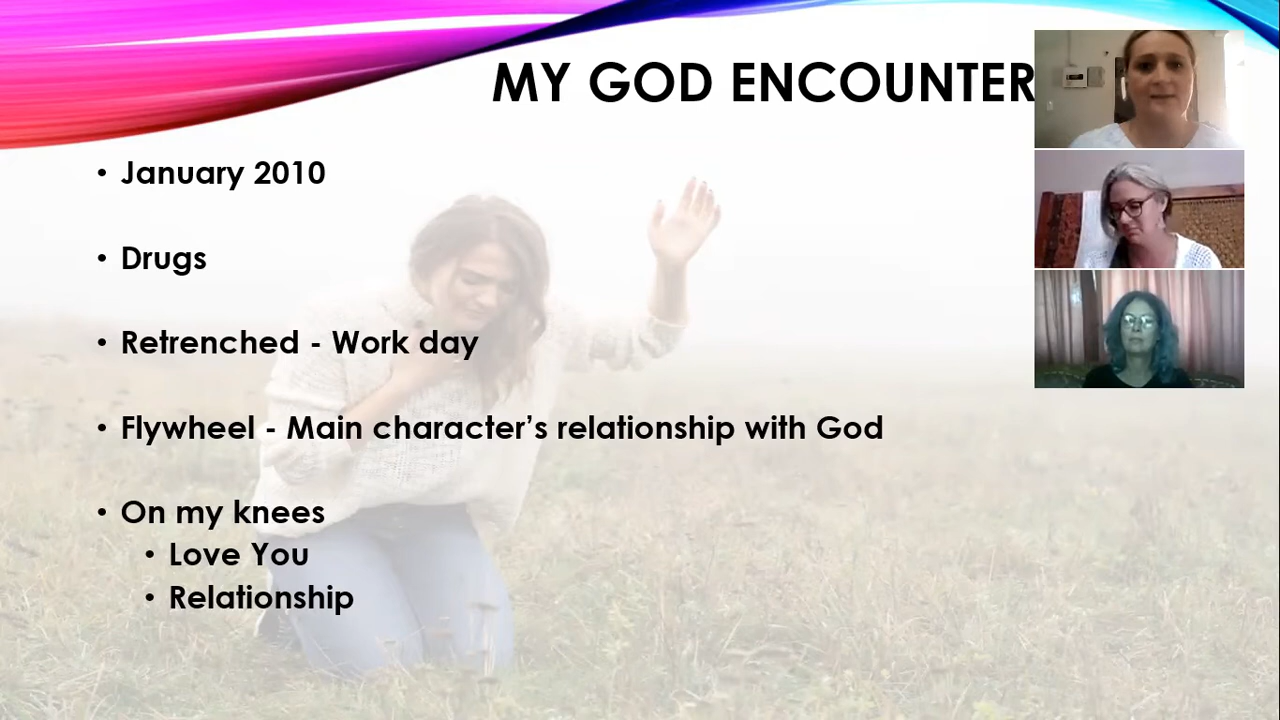 MY GOD ENCOUNTER
• January 2010
• Drugs
• Retrenched - Work day
• Flywheel - Main character’s relationship with God
• On my knees
• Love You
• Relationship